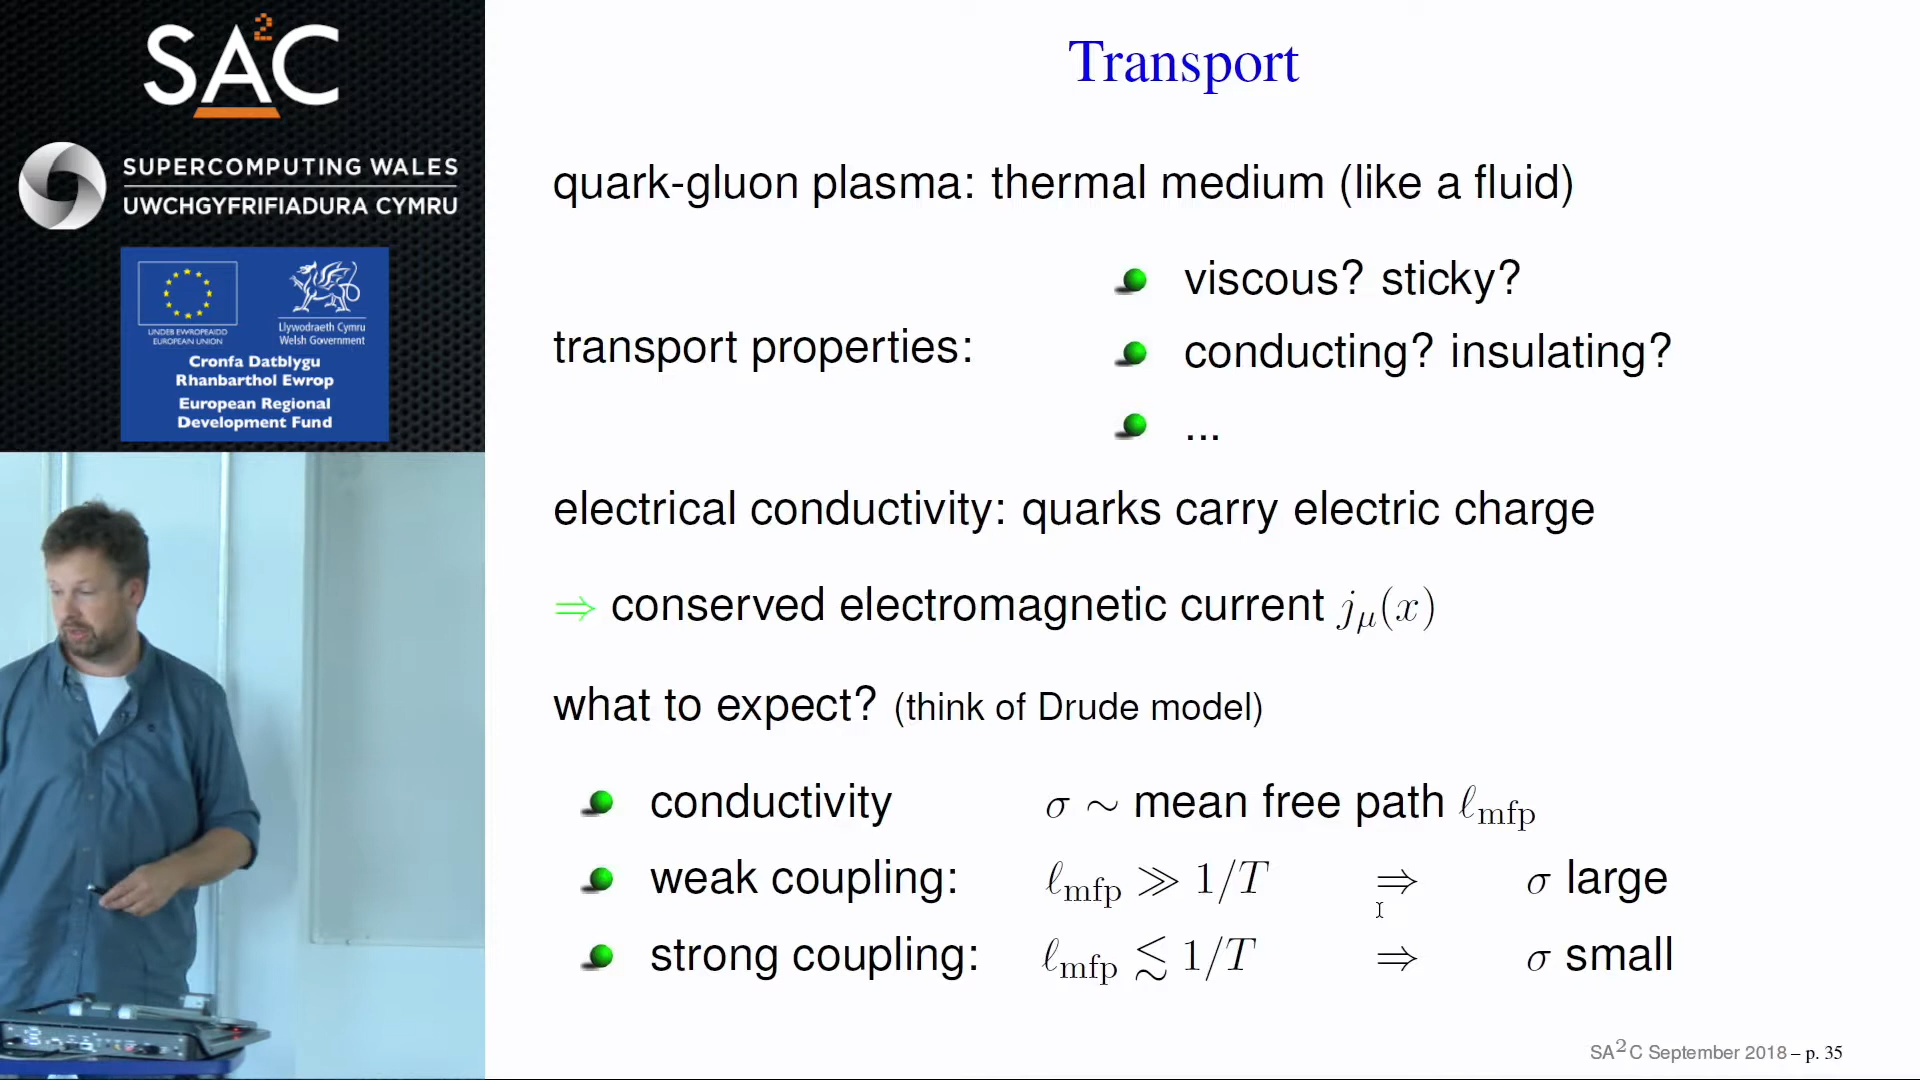 SA²C
SUPERCOMPUTING WALES
UWCHGYFRIFIADURA CYMRU
UNDEB EWROPEAIDD
EUROPEAN UNION
Llywodraeth Cymru
Welsh Government
Cronfa Datblygu
Rhanbarthol Ewrop
European Regional
Development Fund
Transport
quark-gluon plasma: thermal medium (like a fluid)
transport properties:
viscous? sticky?
conducting? insulating?
...
electrical conductivity: quarks carry electric charge
⇒ conserved electromagnetic current j_μ(x)
what to expect? (think of Drude model)
conductivity σ ∼ mean free path ℓ_mfp
weak coupling: ℓ_mfp ≫ 1/T ⇒ σ large
strong coupling: ℓ_mfp ≲ 1/T ⇒ σ small
SA²C September 2018 – p. 35